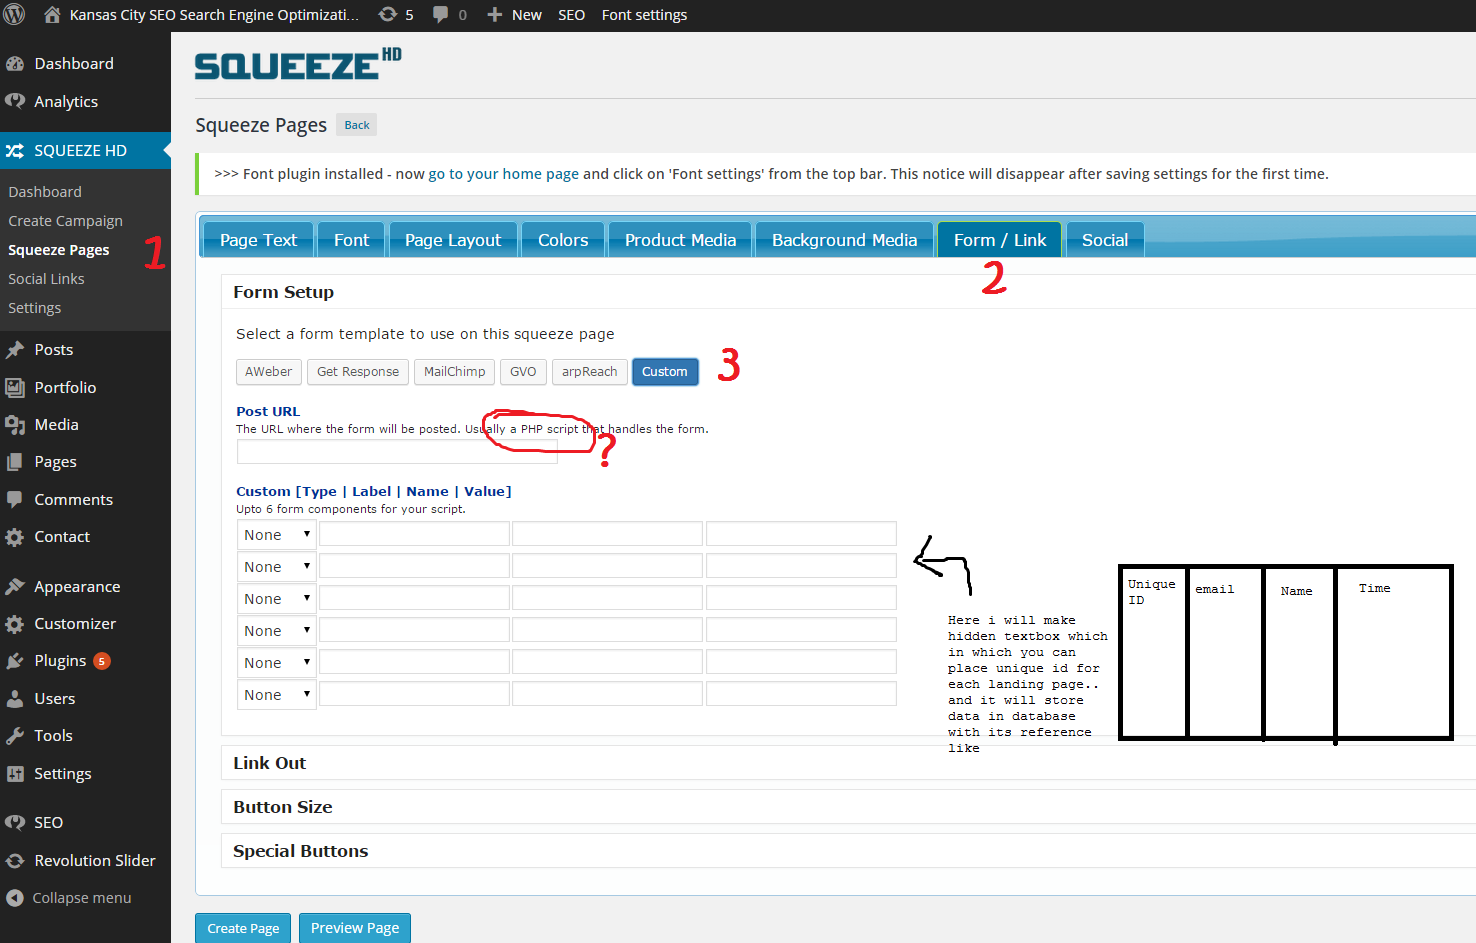 Kansas City SEO Search Engine Optimizati... 5 0 New SEO Font settings
Dashboard
Analytics
SQUEEZE HD
Dashboard
Create Campaign
Squeeze Pages 1
Social Links
Settings
Posts
Portfolio
Media
Pages
Comments
Contact
Appearance
Customizer
Plugins 5
Users
Tools
Settings
SEO
Revolution Slider
Collapse menu
SQUEEZE HD
Squeeze Pages Back
>>> Font plugin installed - now go to your home page and click on 'Font settings' from the top bar. This notice will disappear after saving settings for the first time.
Page Text Font Page Layout Colors Product Media Background Media Form / Link Social
2
Form Setup
Select a form template to use on this squeeze page
AWeber Get Response MailChimp GVO arpReach Custom 3
Post URL
The URL where the form will be posted. Usually a PHP script that handles the form.
?
Custom [Type | Label | Name | Value]
Upto 6 form components for your script.
None
None
None
None
None
None
Here i will make
hidden textbox which
in which you can
place unique id for
each landing page..
and it will store
data in database
with its reference
like
Unique
ID
email
Name
Time
Link Out
Button Size
Special Buttons
Create Page Preview Page